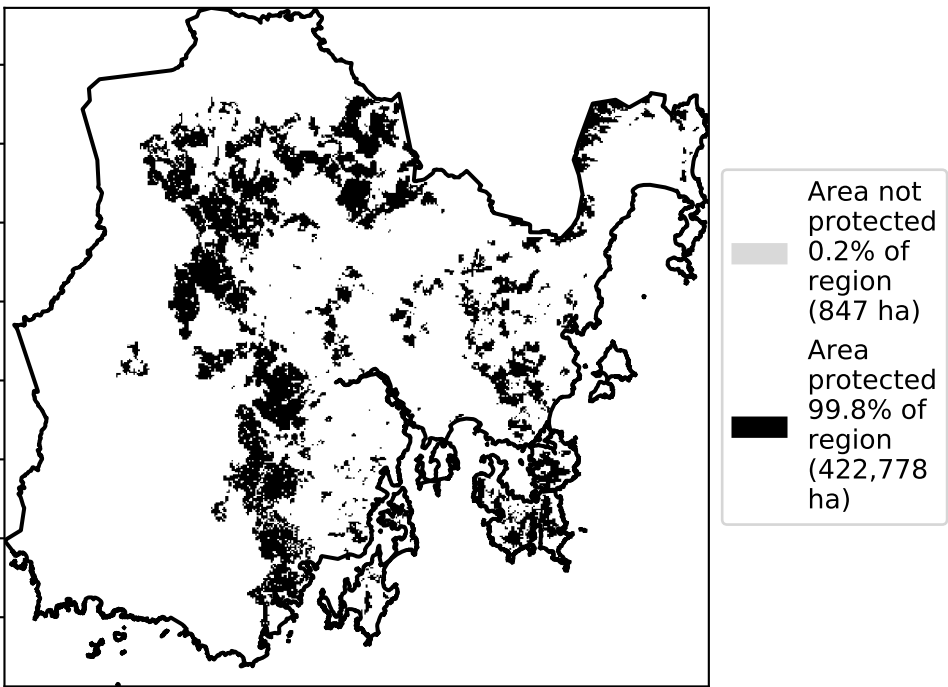 Area not
protected
0.2% of
region
(847 ha)
Area
protected
99.8% of
region
(422,778
ha)